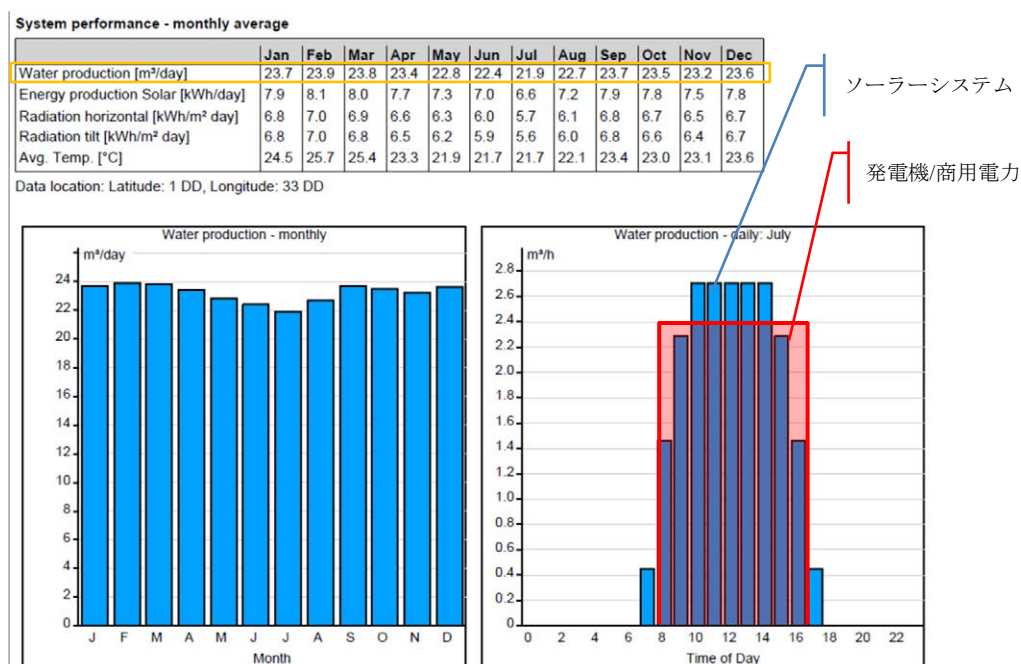 System performance - monthly average
Jan Feb Mar Apr May Jun Jul Aug Sep Oct Nov Dec
Water production [m³/day] 23.7 23.9 23.8 23.4 22.8 22.4 21.9 22.7 23.7 23.5 23.2 23.6
Energy production Solar [kWh/day] 7.9 8.1 8.0 7.7 7.3 7.0 6.6 7.2 7.9 7.8 7.5 7.8
Radiation horizontal [kWh/m² day] 6.8 7.0 6.9 6.6 6.3 6.0 5.7 6.1 6.8 6.7 6.5 6.7
Radiation tilt [kWh/m² day] 6.8 7.0 6.8 6.5 6.2 5.9 5.6 6.0 6.8 6.6 6.4 6.7
Avg. Temp. [°C] 24.5 25.7 25.4 23.3 21.9 21.7 21.7 22.1 23.4 23.0 23.1 23.6
Data location: Latitude: 1 DD, Longitude: 33 DD
ソーラーシステム
発電機/商用電力
Water production - monthly
m³/day
24
22
20
18
16
14
12
10
8
6
4
2
0
J F M A M J J A S O N D
Month
Water production - daily: July
m³/h
2.8
2.6
2.4
2.2
2.0
1.8
1.6
1.4
1.2
1.0
0.8
0.6
0.4
0.2
0
0 2 4 6 8 10 12 14 16 18 20 22
Time of Day